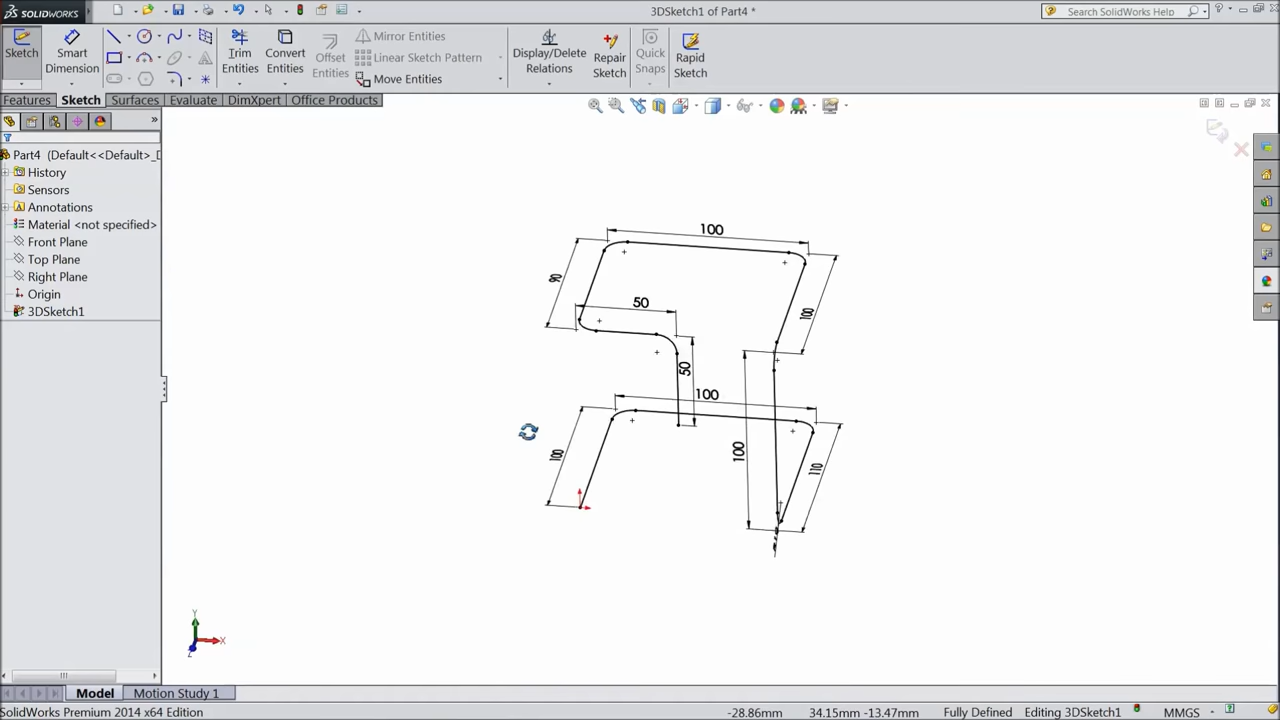 SOLIDWORKS
3DSketch1 of Part4 *
Search SolidWorks Help
Sketch
Smart Dimension
Trim Entities
Convert Entities
Offset Entities
Mirror Entities
Linear Sketch Pattern
Move Entities
Display/Delete Relations
Repair Sketch
Quick Snaps
Rapid Sketch
Features
Sketch
Surfaces
Evaluate
DimXpert
Office Products
Part4 (Default<<Default>_D
History
Sensors
Annotations
Material <not specified>
Front Plane
Top Plane
Right Plane
Origin
3DSketch1
100
90
50
100
50
100
100
100
110
Y
X
Z
Model
Motion Study 1
SolidWorks Premium 2014 x64 Edition
-28.86mm
34.15mm -13.47mm
Fully Defined
Editing 3DSketch1
MMGS